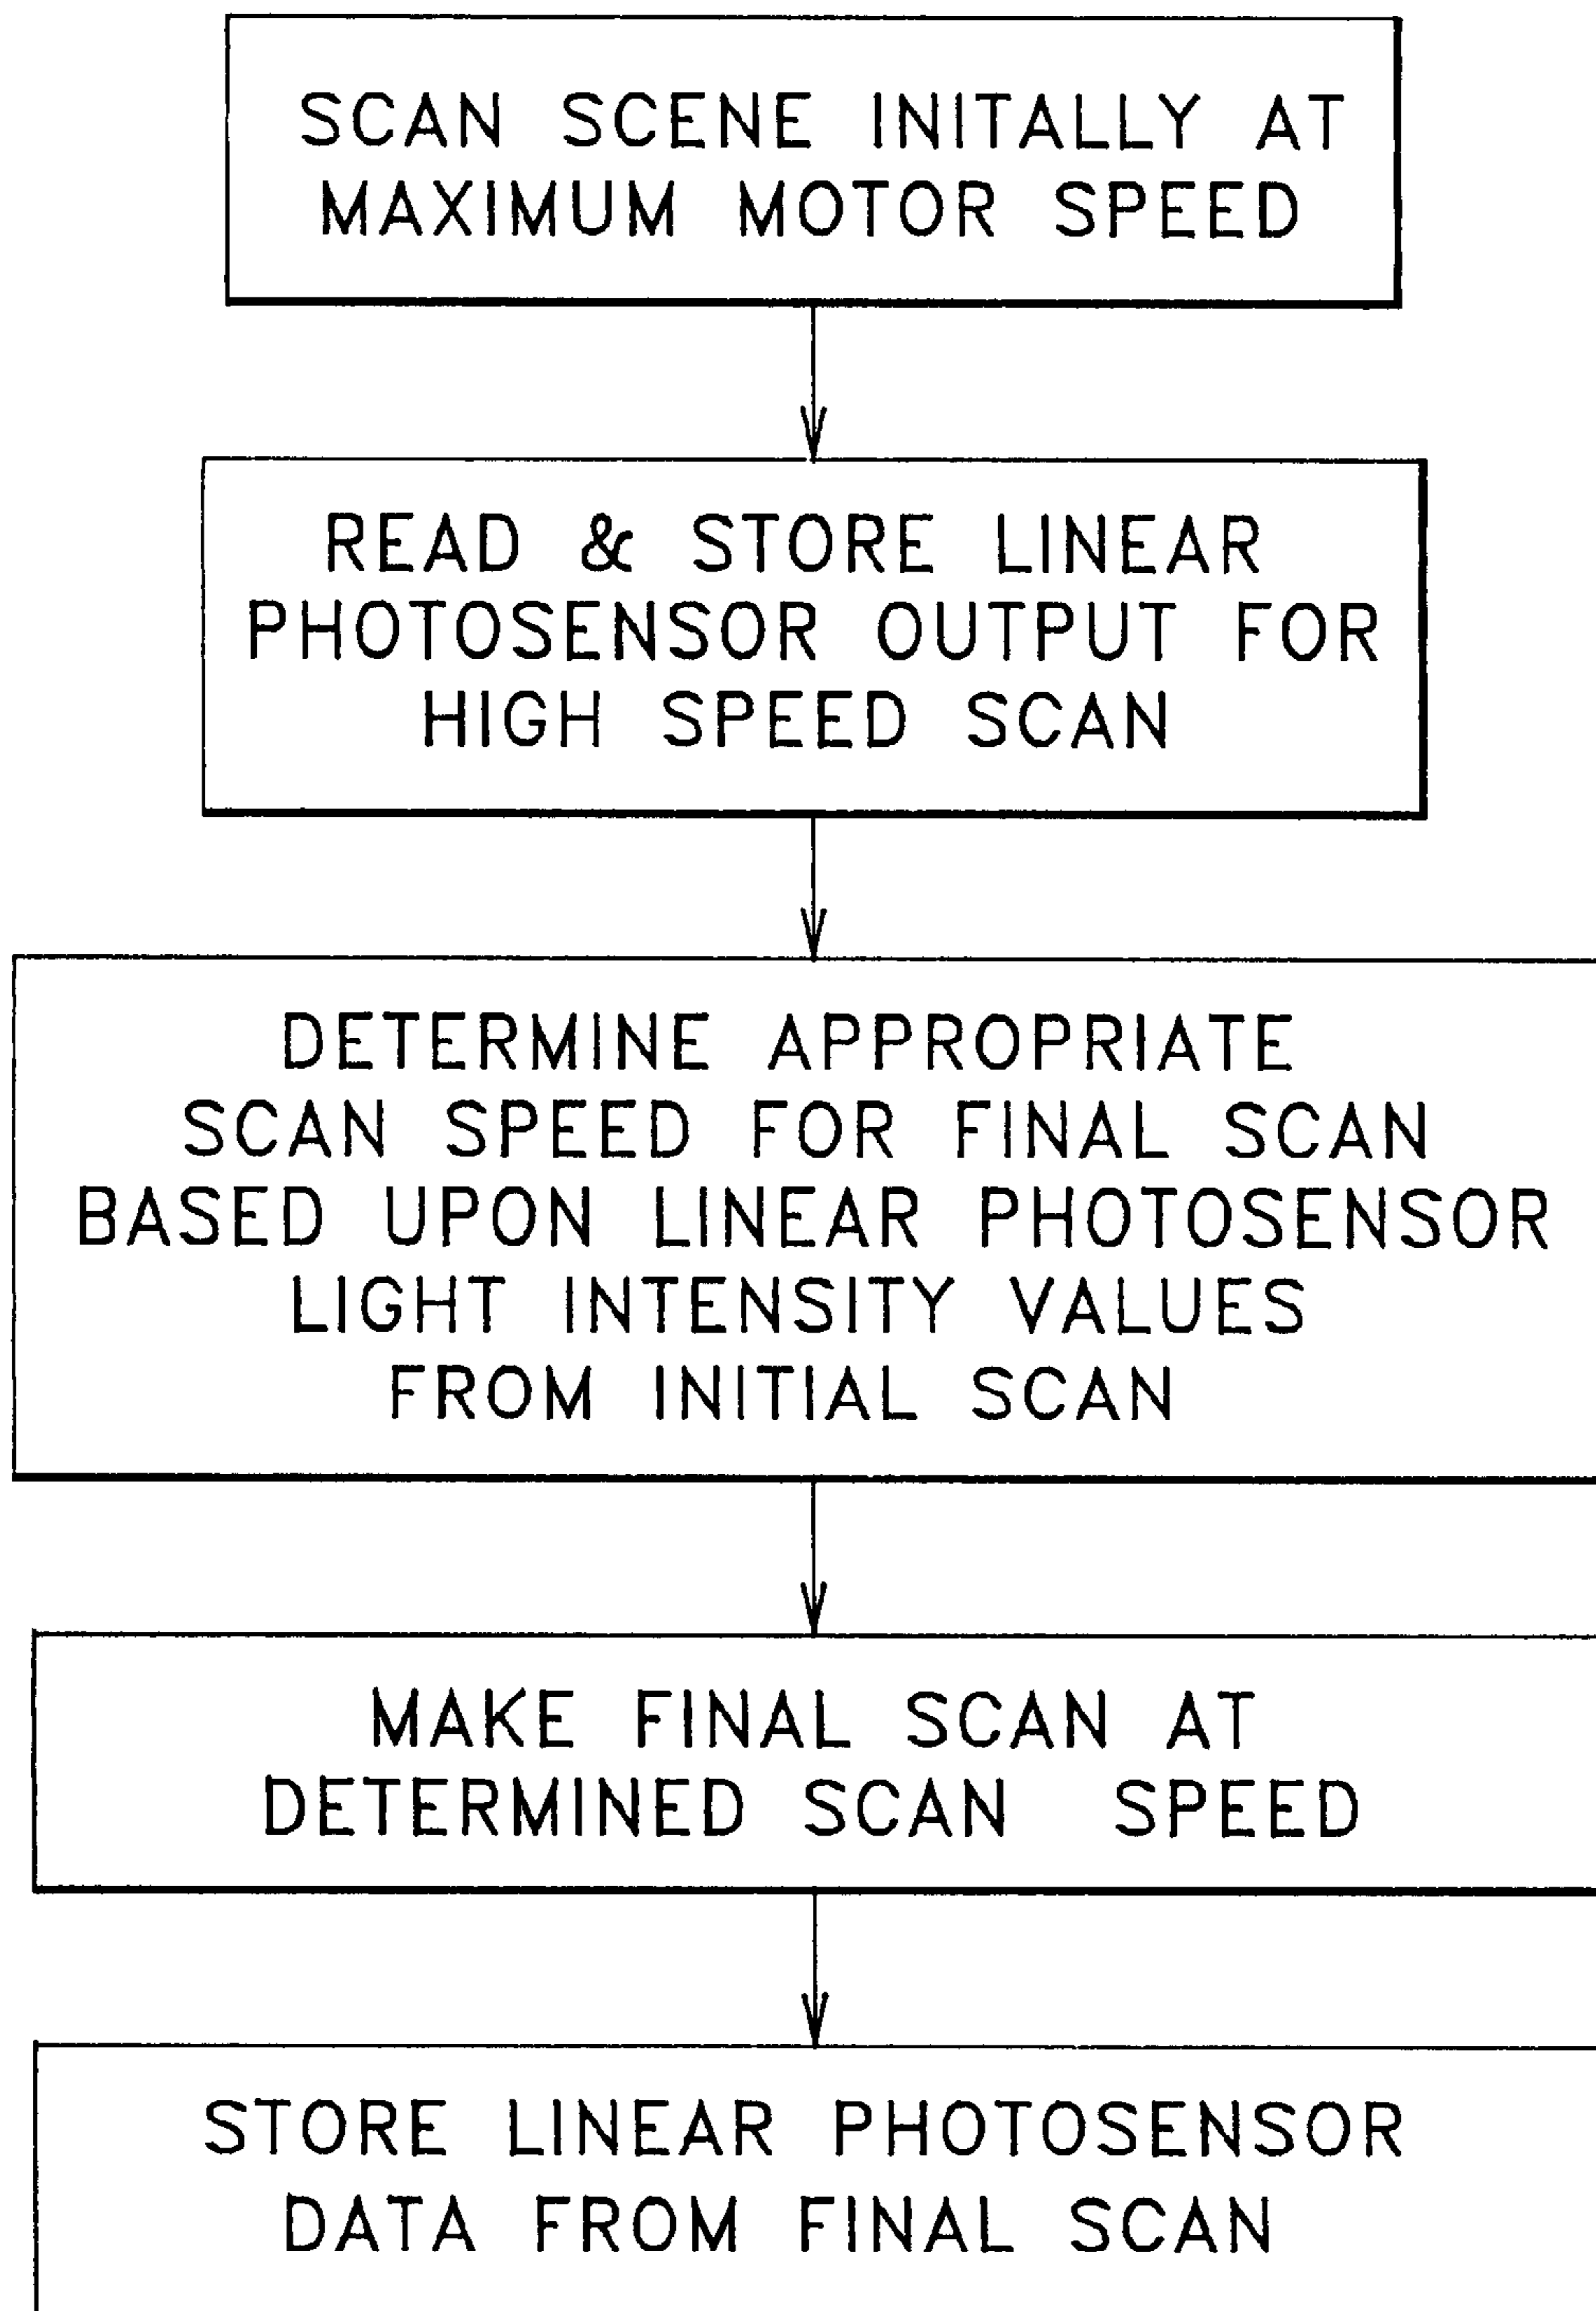 SCAN SCENE INITALLY AT
MAXIMUM MOTOR SPEED
READ & STORE LINEAR
PHOTOSENSOR OUTPUT FOR
HIGH SPEED SCAN
DETERMINE APPROPRIATE
SCAN SPEED FOR FINAL SCAN
BASED UPON LINEAR PHOTOSENSOR
LIGHT INTENSITY VALUES
FROM INITIAL SCAN
MAKE FINAL SCAN AT
DETERMINED SCAN SPEED
STORE LINEAR PHOTOSENSOR
DATA FROM FINAL SCAN